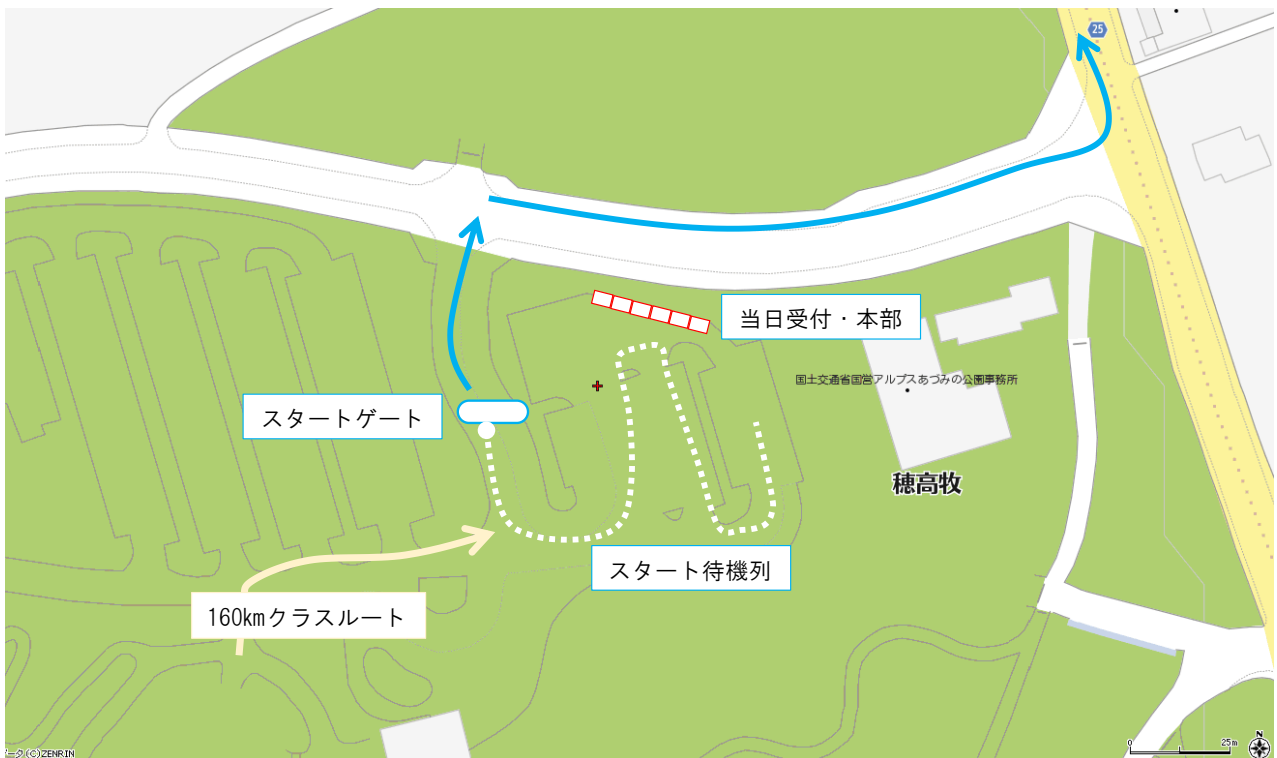 25
当日受付・本部
国土交通省国営アルプスあづみの公園事務所
スタートゲート
穂高牧
スタート待機列
160kmクラスルート
ータ(C)ZENRIN
0
25m
N